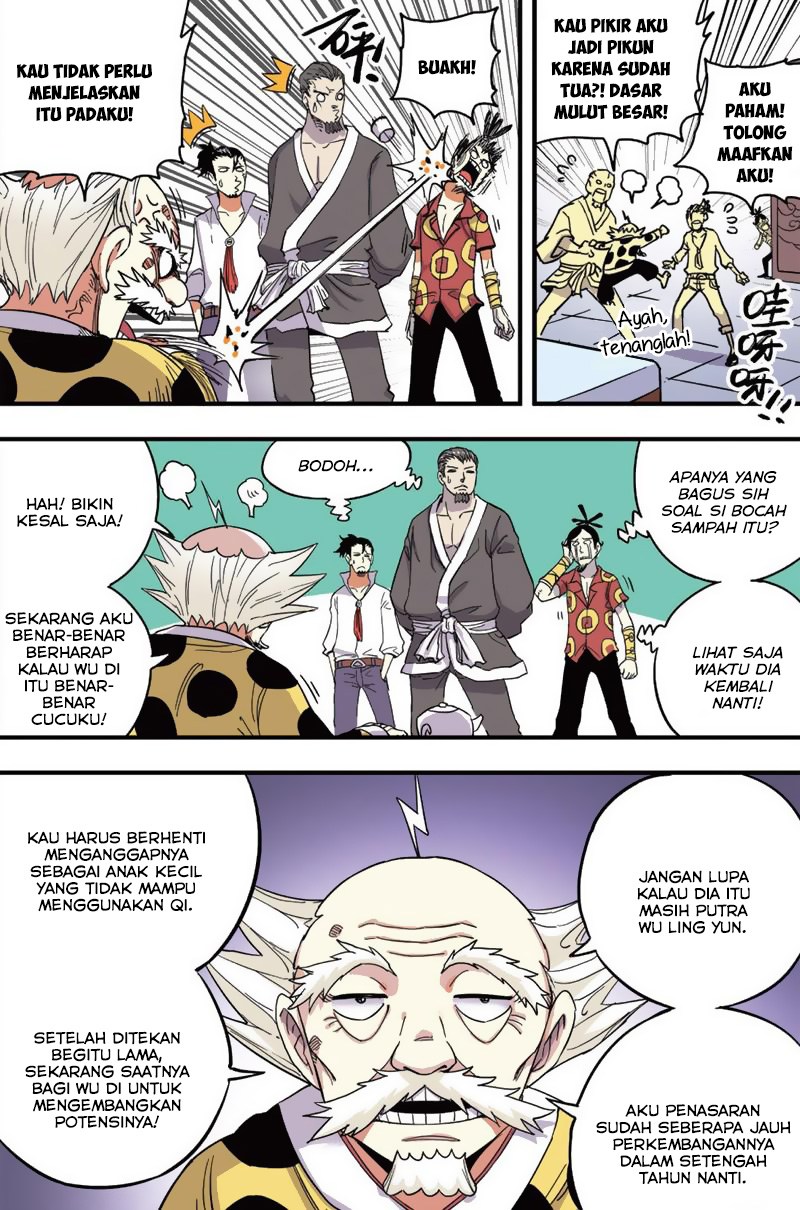 KAU TIDAK PERLU
MENJELASKAN
ITU PADAKU!
砰!
BUAKH!
KAU PIKIR AKU
JADI PIKUN
KARENA SUDAH
TUA?! DASAR
MULUT BESAR!
AKU
PAHAM!
TOLONG
MAAFKAN
AKU!
Ayah,
tenanglah!
哇呀呀!!
HAH! BIKIN
KESAL SAJA!
SEKARANG AKU
BENAR-BENAR
BERHARAP
KALAU WU DI
ITU BENAR-
BENAR
CUCUKU!
BODOH...
APANYA YANG
BAGUS SIH
SOAL SI BOCAH
SAMPAH ITU?
LIHAT SAJA
WAKTU DIA
KEMBALI
NANTI!
KAU HARUS BERHENTI
MENGANGGAPNYA
SEBAGAI ANAK KECIL
YANG TIDAK MAMPU
MENGGUNAKAN QI.
SETELAH DITEKAN
BEGITU LAMA,
SEKARANG SAATNYA
BAGI WU DI UNTUK
MENGEMBANGKAN
POTENSINYA!
JANGAN LUPA
KALAU DIA ITU
MASIH PUTRA
WU LING YUN.
AKU PENASARAN
SUDAH SEBERAPA JAUH
PERKEMBANGANNYA
DALAM SETENGAH
TAHUN NANTI.